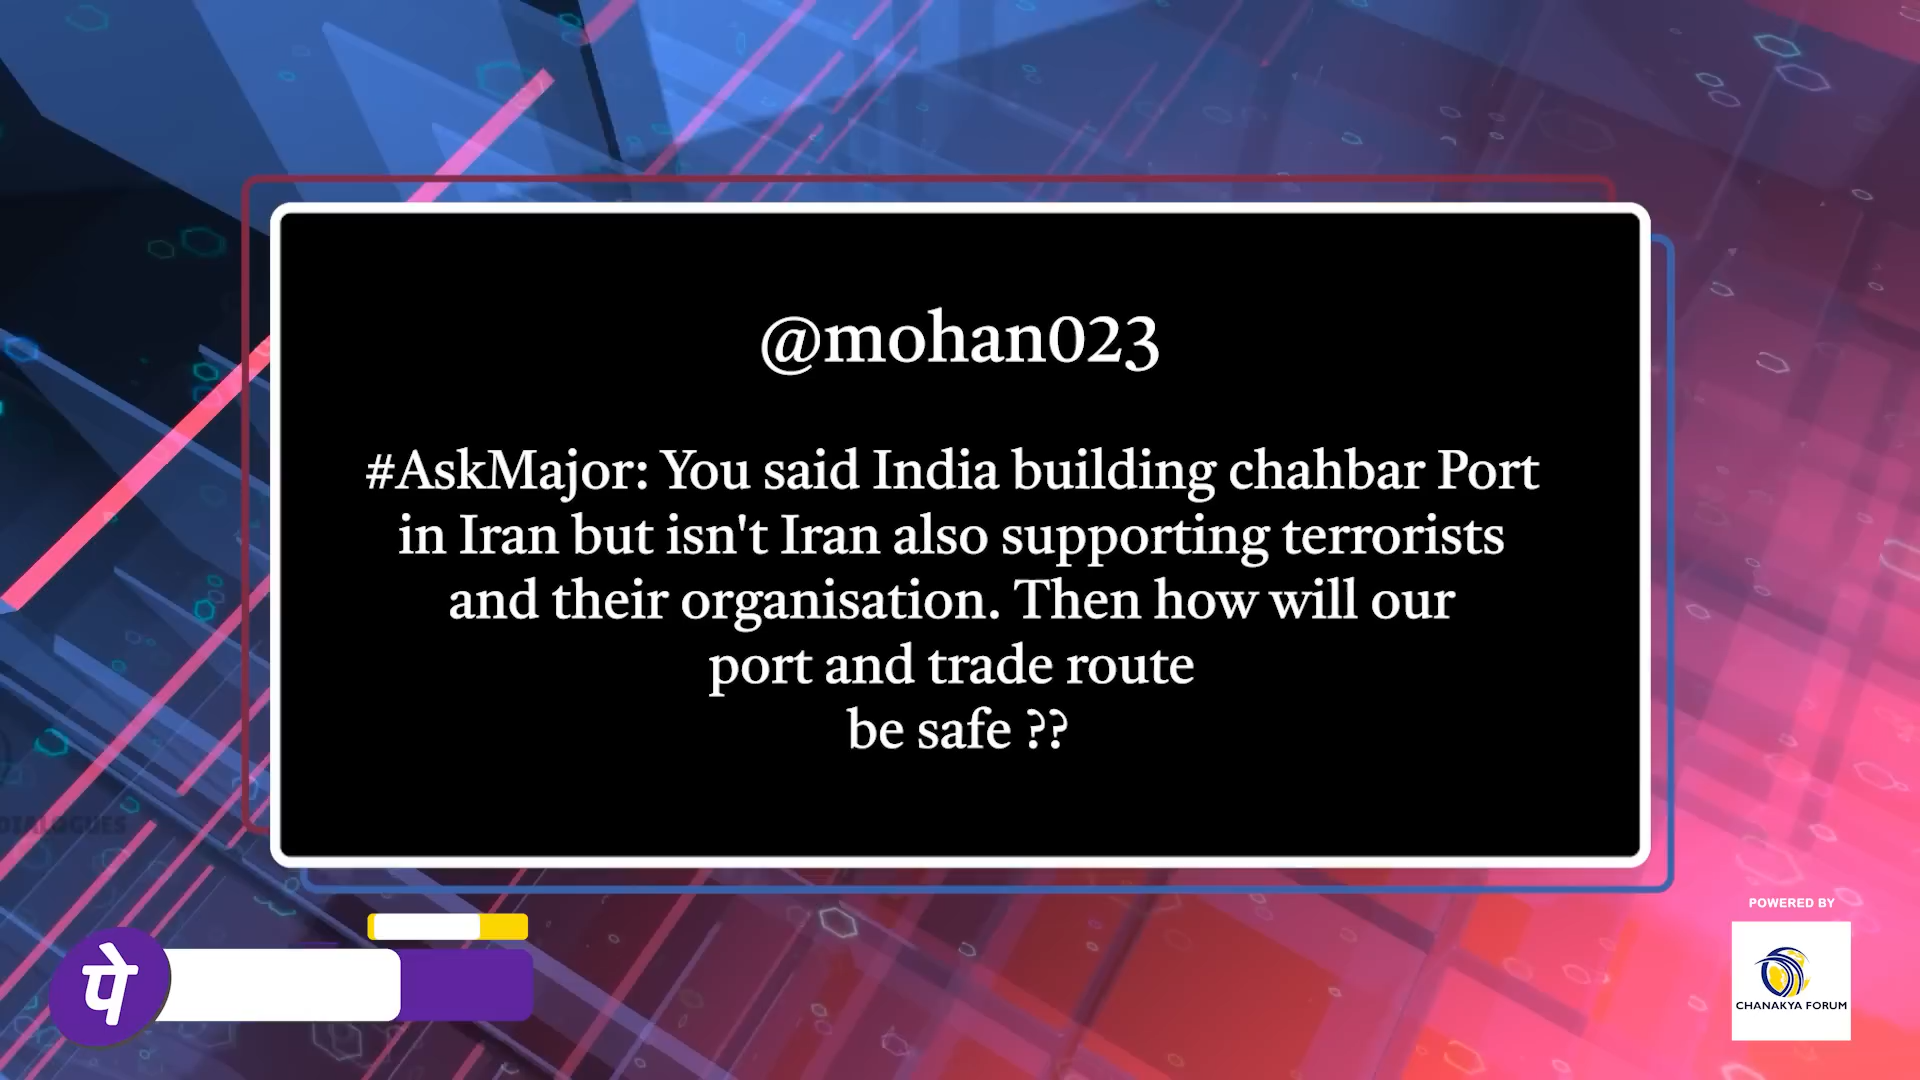 @mohan023
#AskMajor: You said India building chahbar Port
in Iran but isn't Iran also supporting terrorists
and their organisation. Then how will our
port and trade route
be safe ??
DIALOGUES
पे
POWERED BY
CHANAKYA FORUM